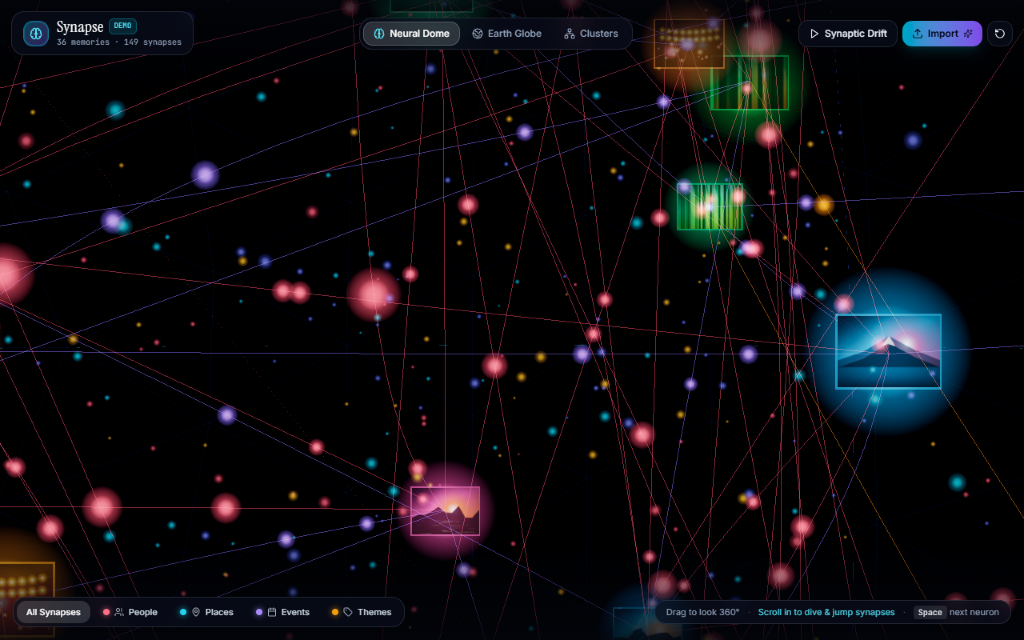 Synapse DEMO
36 memories · 149 synapses
Neural Dome
Earth Globe
Clusters
Synaptic Drift
Import
All Synapses
People
Places
Events
Themes
Drag to look 360° · Scroll in to dive & jump synapses · Space next neuron